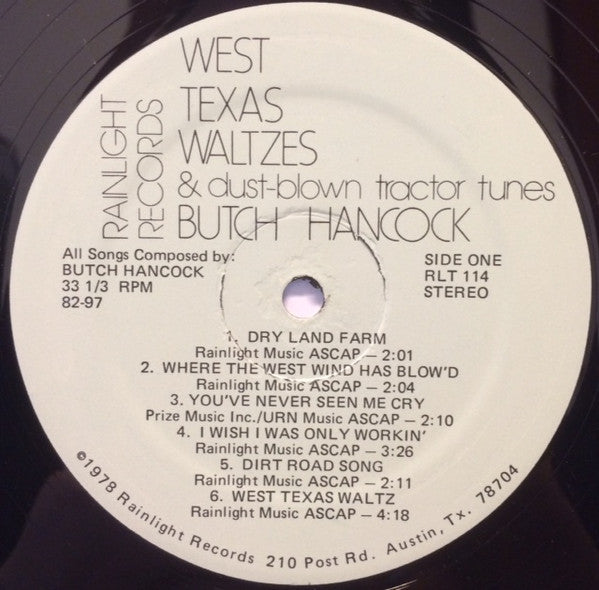 WEST
TEXAS
WALTZES
& dust-blown tractor tunes
BUTCH HANCOCK
RAINLIGHT
RECORDS
All Songs Composed by:
BUTCH HANCOCK
33 1/3 RPM
82-97
SIDE ONE
RLT 114
STEREO
1. DRY LAND FARM
Rainlight Music ASCAP – 2:01
2. WHERE THE WEST WIND HAS BLOW'D
Rainlight Music ASCAP – 2:04
3. YOU'VE NEVER SEEN ME CRY
Prize Music Inc./URN Music ASCAP – 2:10
4. I WISH I WAS ONLY WORKIN'
Rainlight Music ASCAP – 3:26
5. DIRT ROAD SONG
Rainlight Music ASCAP – 2:11
6. WEST TEXAS WALTZ
Rainlight Music ASCAP – 4:18
©1978 Rainlight Records 210 Post Rd. Austin, Tx. 78704